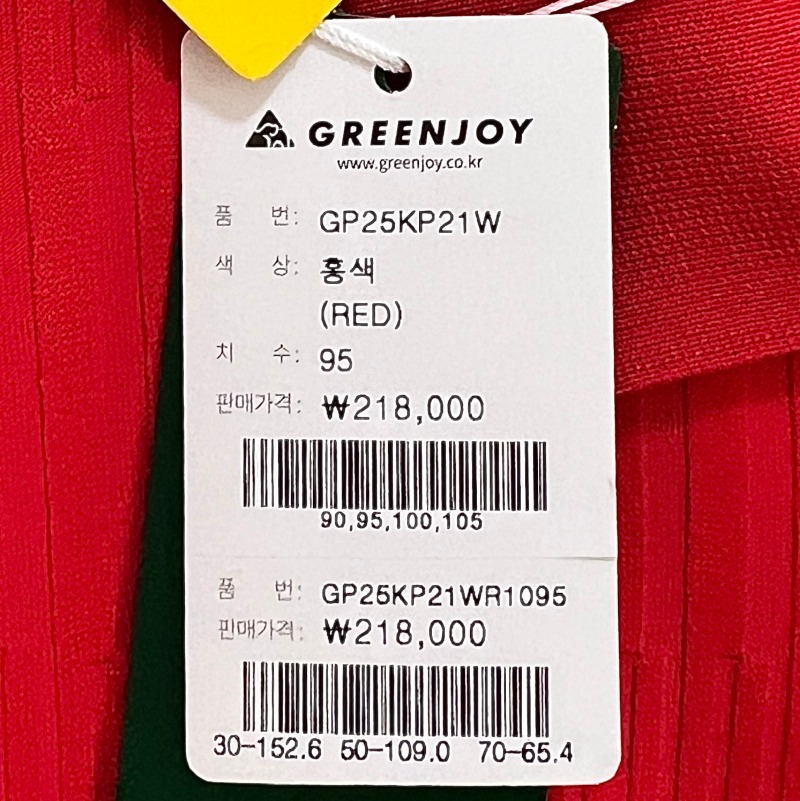 GREENJOY
www.greenjoy.co.kr
품 번: GP25KP21W
색 상: 홍색
(RED)
치 수: 95
판매가격: ₩218,000
90,95,100,105
품 번: GP25KP21WR1095
판매가격: ₩218,000
30-152.6 50-109.0 70-65.4